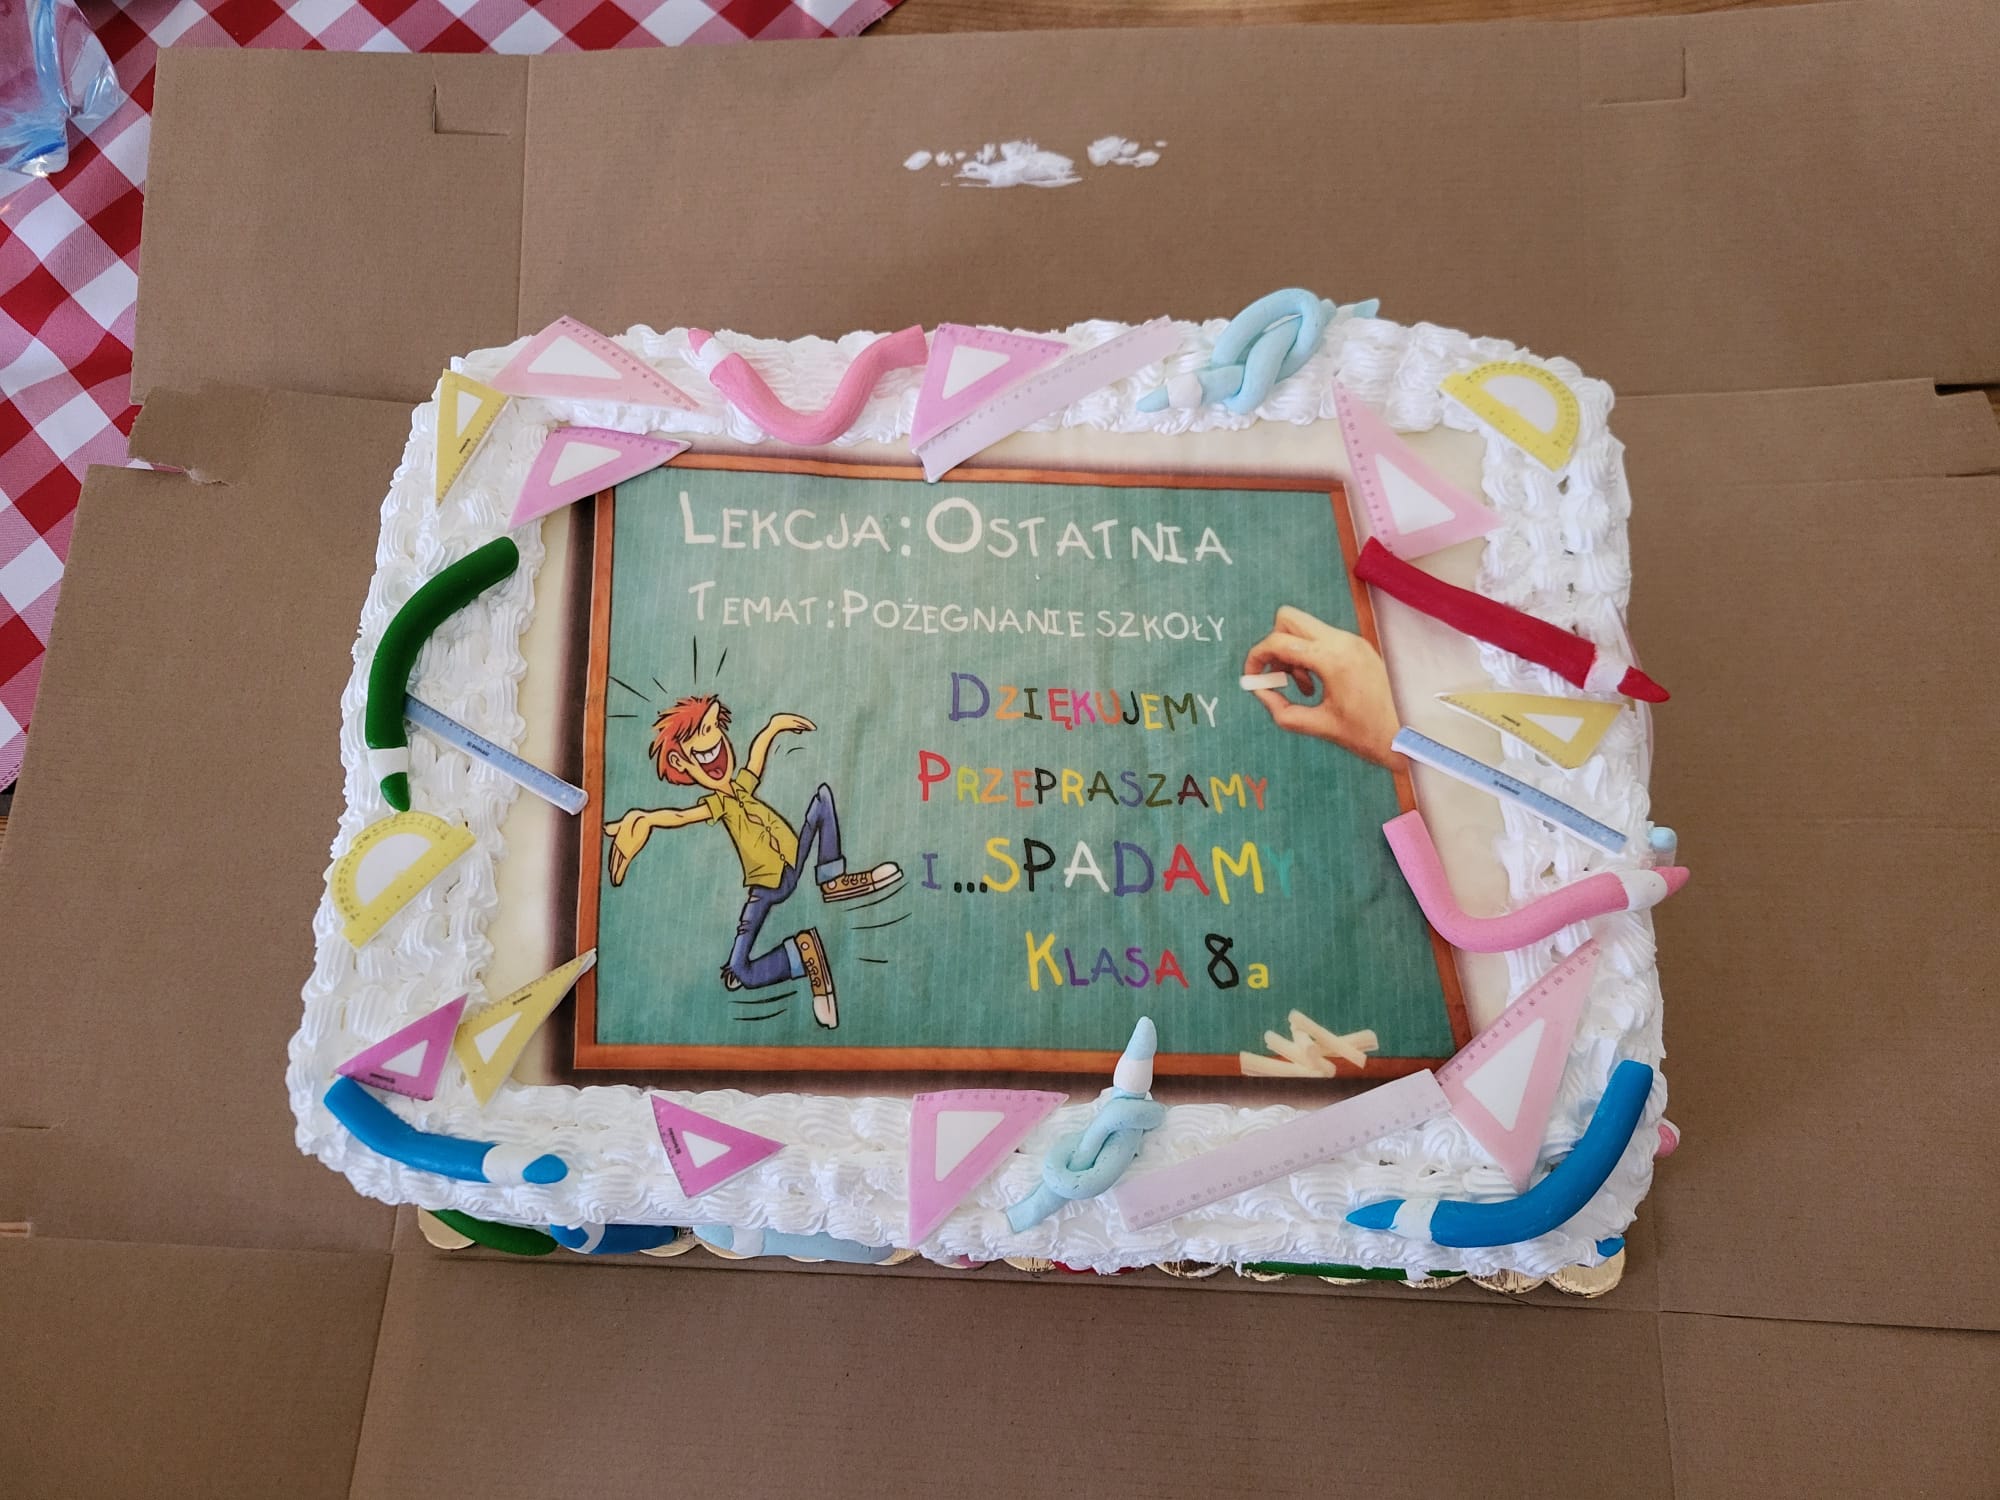 LEKCJA: OSTATNIA
TEMAT: POŻEGNANIE SZKOŁY
DZIĘKUJEMY
PRZEPRASZAMY
I...SPADAMY
KLASA 8a